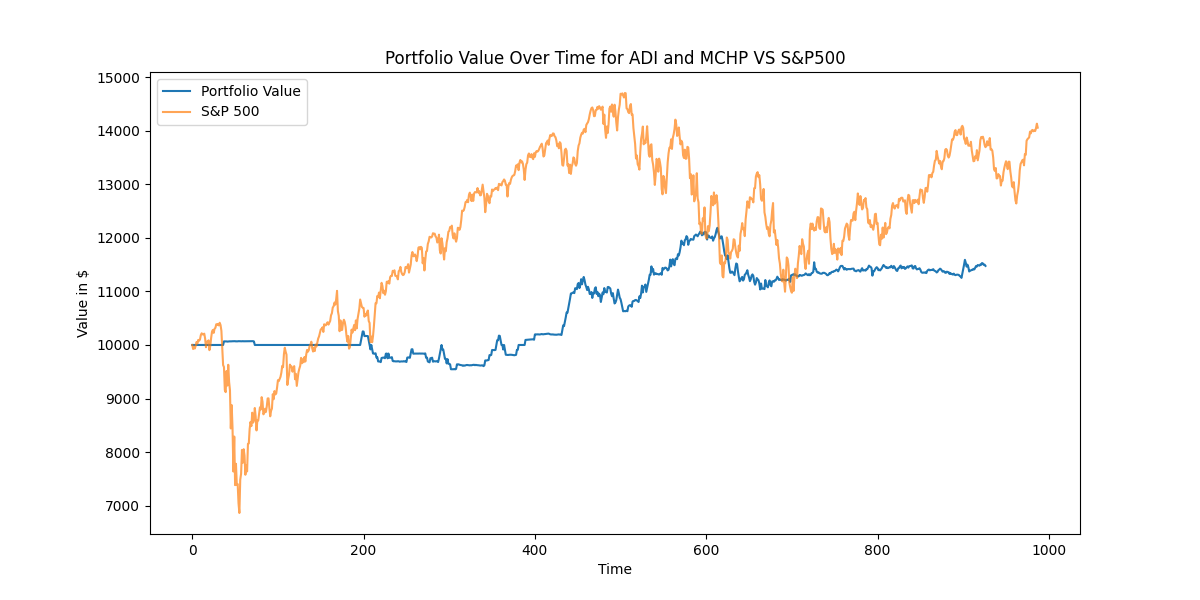 Portfolio Value Over Time for ADI and MCHP VS S&P500
Portfolio Value
S&P 500
Value in $
15000
14000
13000
12000
11000
10000
9000
8000
7000
0 200 400 600 800 1000
Time